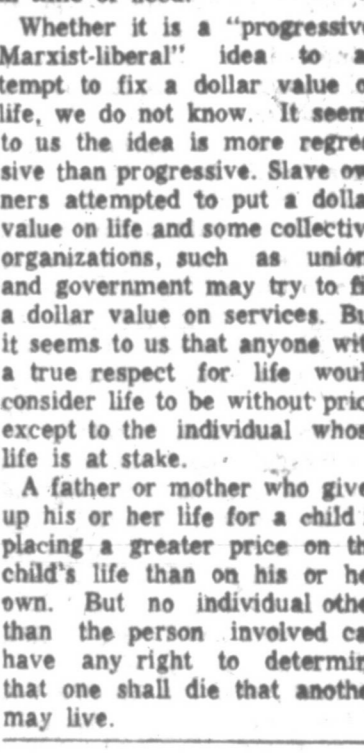 Whether it is a "progressive
Marxist-liberal" idea to a
tempt to fix a dollar value o
life, we do not know. It seem
to us the idea is more regre
sive than progressive. Slave ow
ners attempted to put a dolla
value on life and some collectiv
organizations, such as union
and government may try to fi
a dollar value on services. Bu
it seems to us that anyone wit
a true respect for life woul
consider life to be without pric
except to the individual whos
life is at stake.
A father or mother who give
up his or her life for a child
placing a greater price on th
child's life than on his or he
own. But no individual othe
than the person involved ca
have any right to determin
that one shall die that anothe
may live.